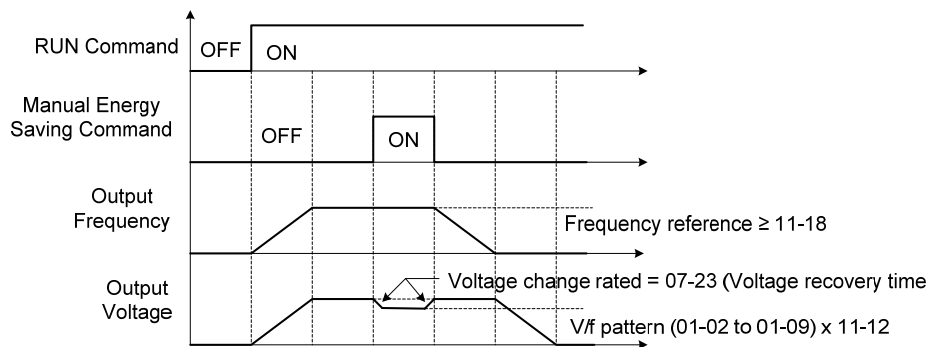 RUN Command
OFF
ON
Manual Energy
Saving Command
OFF
ON
Output
Frequency
Frequency reference ≥ 11-18
Output
Voltage
Voltage change rated = 07-23 (Voltage recovery time
V/f pattern (01-02 to 01-09) x 11-12